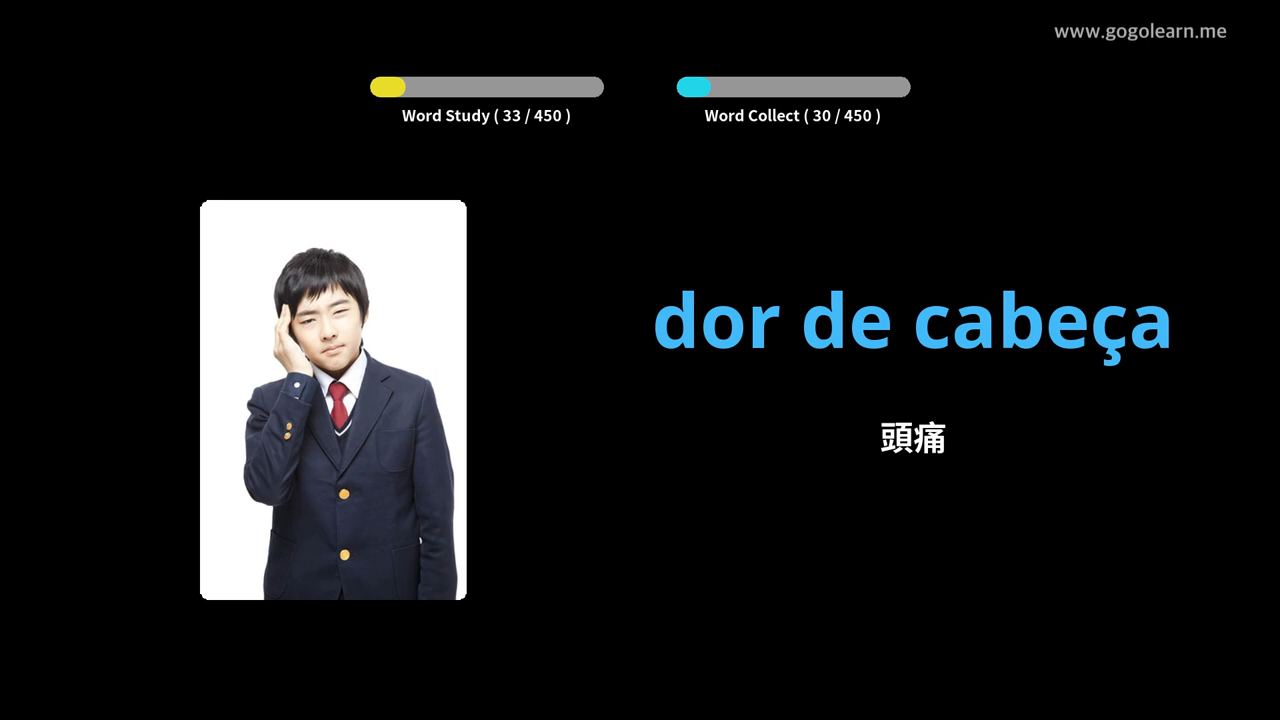 www.gogolearn.me
Word Study ( 33 / 450 )
Word Collect ( 30 / 450 )
dor de cabeça
頭痛